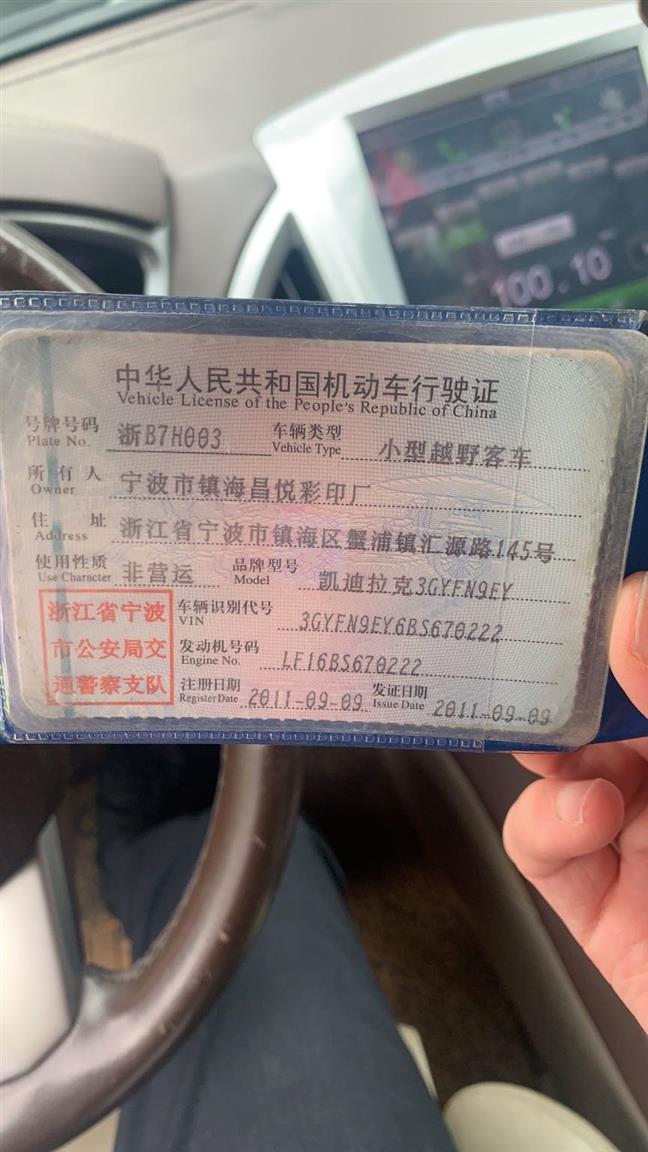 100.10
中华人民共和国机动车行驶证
Vehicle License of the People's Republic of China
号牌号码 浙B7H003 车辆类型 小型越野客车
Plate No. Vehicle Type
所有人 宁波市镇海昌悦彩印厂
Owner
住址 浙江省宁波市镇海区蟹浦镇汇源路145号
Address
使用性质 非营运 品牌型号 凯迪拉克3GYFN9EY
Use Character Model
浙江省宁波
市公安局交
通警察支队
车辆识别代号
VIN 3GYFN9EY6BS670222
发动机号码
Engine No. LF16BS670222
注册日期 2011-09-09 发证日期 2011-09-09
Register Date Issue Date